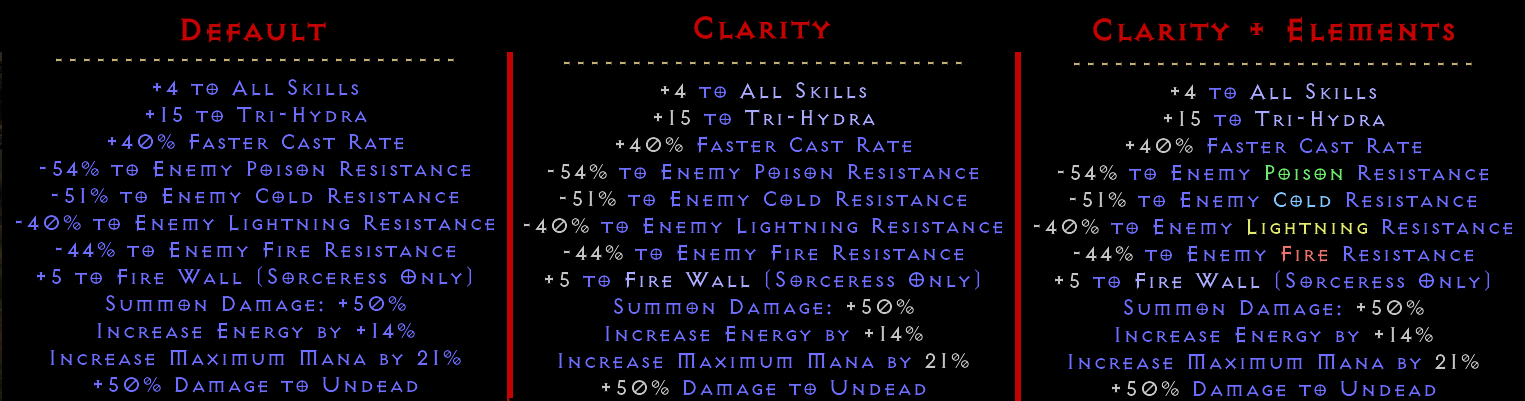 Default
+4 to All Skills
+15 to Tri-Hydra
+40% Faster Cast Rate
-54% to Enemy Poison Resistance
-51% to Enemy Cold Resistance
-40% to Enemy Lightning Resistance
-44% to Enemy Fire Resistance
+5 to Fire Wall (Sorceress Only)
Summon Damage: +50%
Increase Energy by +14%
Increase Maximum Mana by 21%
+50% Damage to Undead
Clarity
+4 to All Skills
+15 to Tri-Hydra
+40% Faster Cast Rate
-54% to Enemy Poison Resistance
-51% to Enemy Cold Resistance
-40% to Enemy Lightning Resistance
-44% to Enemy Fire Resistance
+5 to Fire Wall (Sorceress Only)
Summon Damage: +50%
Increase Energy by +14%
Increase Maximum Mana by 21%
+50% Damage to Undead
Clarity + Elements
+4 to All Skills
+15 to Tri-Hydra
+40% Faster Cast Rate
-54% to Enemy Poison Resistance
-51% to Enemy Cold Resistance
-40% to Enemy Lightning Resistance
-44% to Enemy Fire Resistance
+5 to Fire Wall (Sorceress Only)
Summon Damage: +50%
Increase Energy by +14%
Increase Maximum Mana by 21%
+50% Damage to Undead